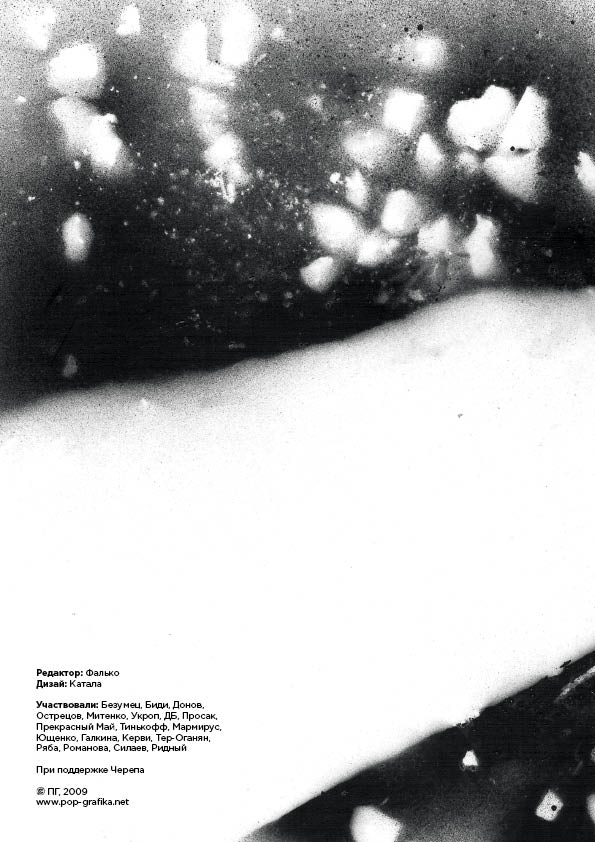 Редактор: Фалько
Дизай: Катала
Участвовали: Безумец, Биди, Донов,
Острецов, Митенко, Укроп, ДБ, Просак,
Прекрасный Май, Тинькофф, Мармирус,
Ющенко, Галкина, Керви, Тер-Оганян,
Ряба, Романова, Силаев, Ридный
При поддержке Черепа
© ПГ, 2009
www.pop-grafika.net